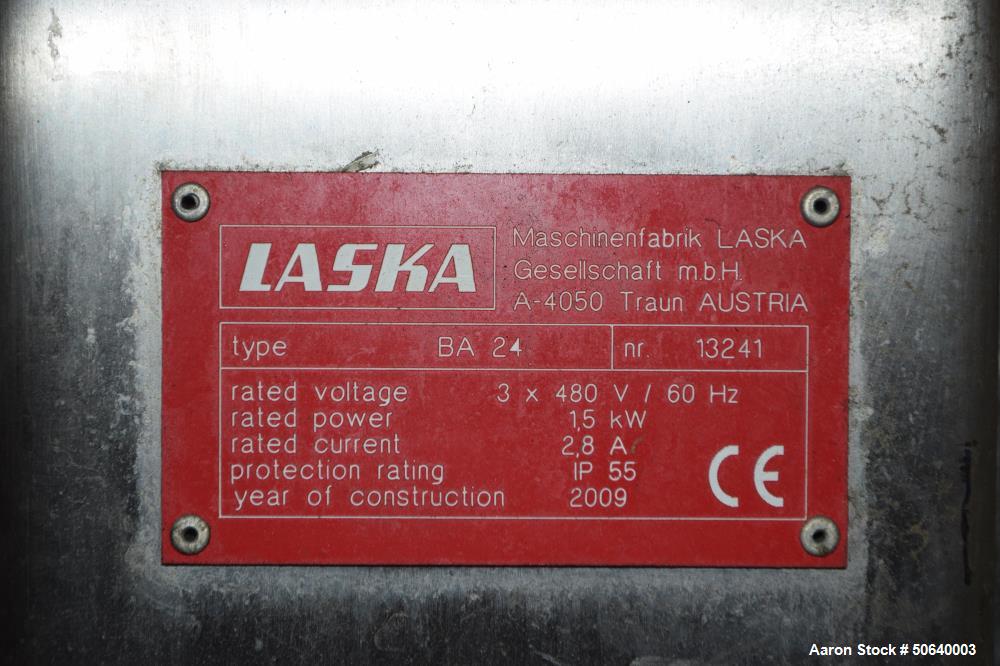 LASKA
Maschinenfabrik LASKA
Gesellschaft m.b.H.
A-4050 Traun AUSTRIA
type BA 24 nr. 13241
rated voltage 3 x 480 V / 60 Hz
rated power 1,5 kW
rated current 2,8 A
protection rating IP 55
year of construction 2009
CE
Aaron Stock # 50640003